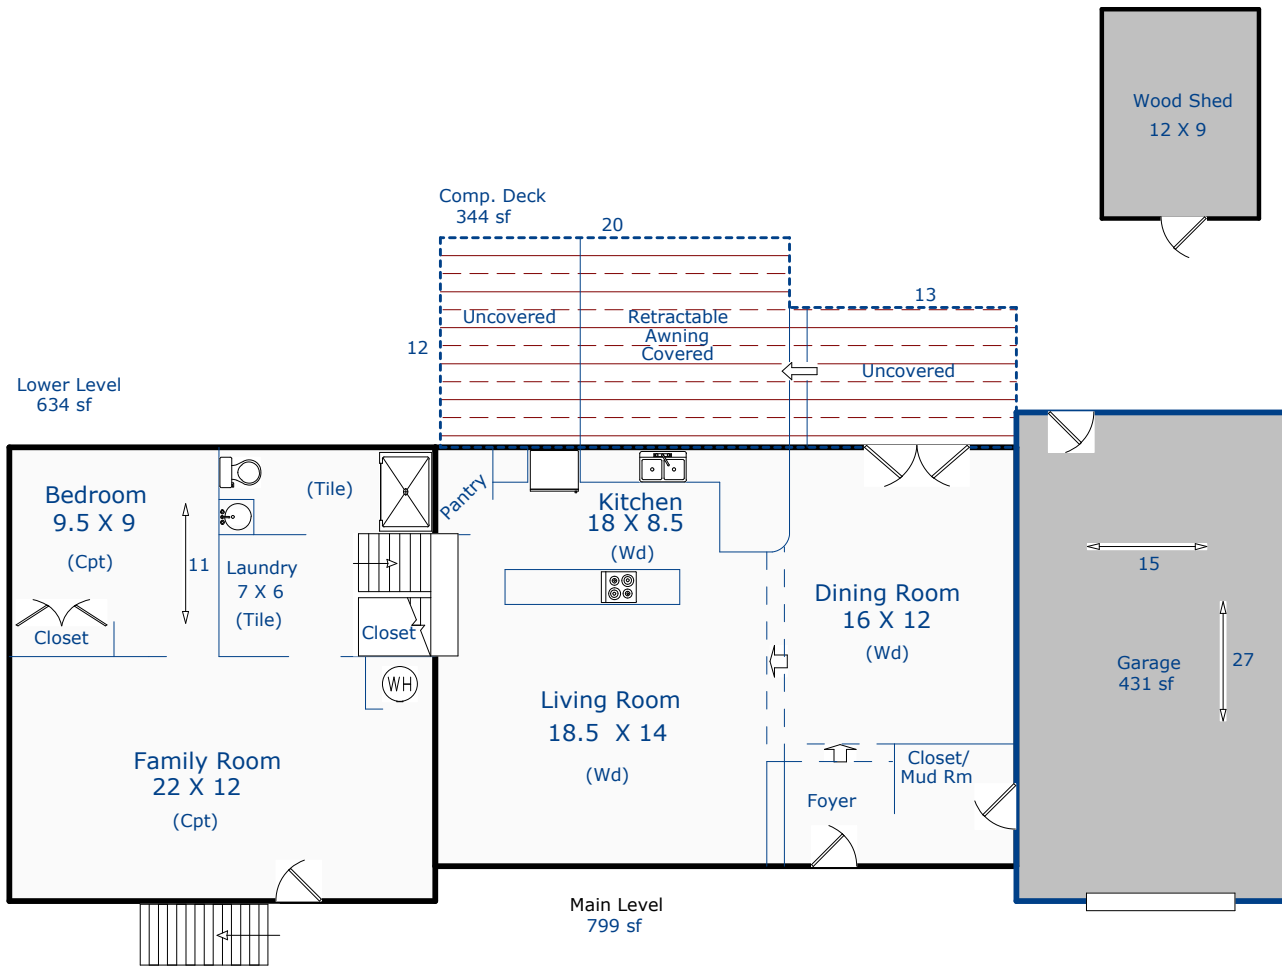 Wood Shed
12 X 9
Comp. Deck
344 sf
20
13
12
Uncovered
Retractable
Awning
Covered
Uncovered
Lower Level
634 sf
Bedroom
9.5 X 9
(Cpt)
11
(Tile)
Laundry
7 X 6
(Tile)
Closet
Closet
WH
Family Room
22 X 12
(Cpt)
Pantry
Kitchen
18 X 8.5
(Wd)
Living Room
18.5 X 14
(Wd)
Dining Room
16 X 12
(Wd)
Closet/
Mud Rm
Foyer
15
27
Garage
431 sf
Main Level
799 sf